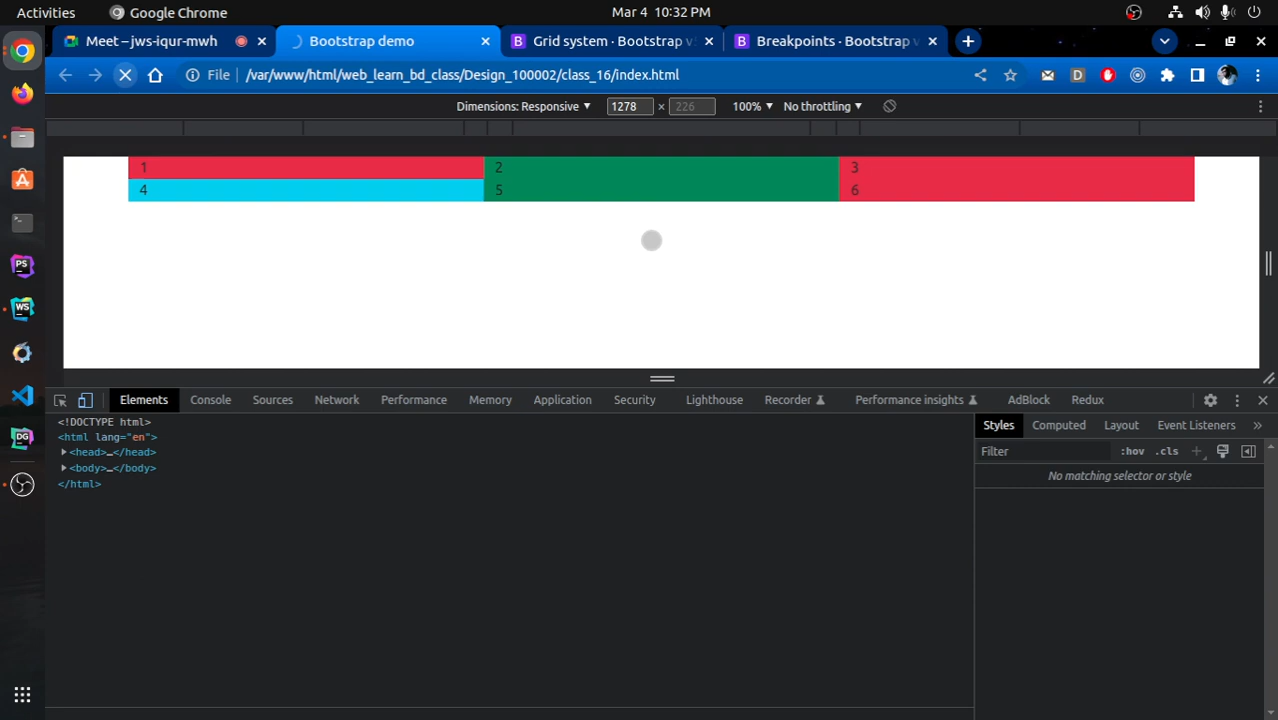 Activities Google Chrome Mar 4 10:32 PM
Meet – jws-iqur-mwh Bootstrap demo Grid system · Bootstrap v Breakpoints · Bootstrap v
File /var/www/html/web_learn_bd_class/Design_100002/class_16/index.html
Dimensions: Responsive 1278 × 226 100% No throttling
1 2 3
4 5 6
Elements Console Sources Network Performance Memory Application Security Lighthouse Recorder Performance insights AdBlock Redux
<!DOCTYPE html>
<html lang="en">
<head>…</head>
<body>…</body>
</html>
Styles Computed Layout Event Listeners »
Filter :hov .cls
No matching selector or style
PS
WS
DG
D